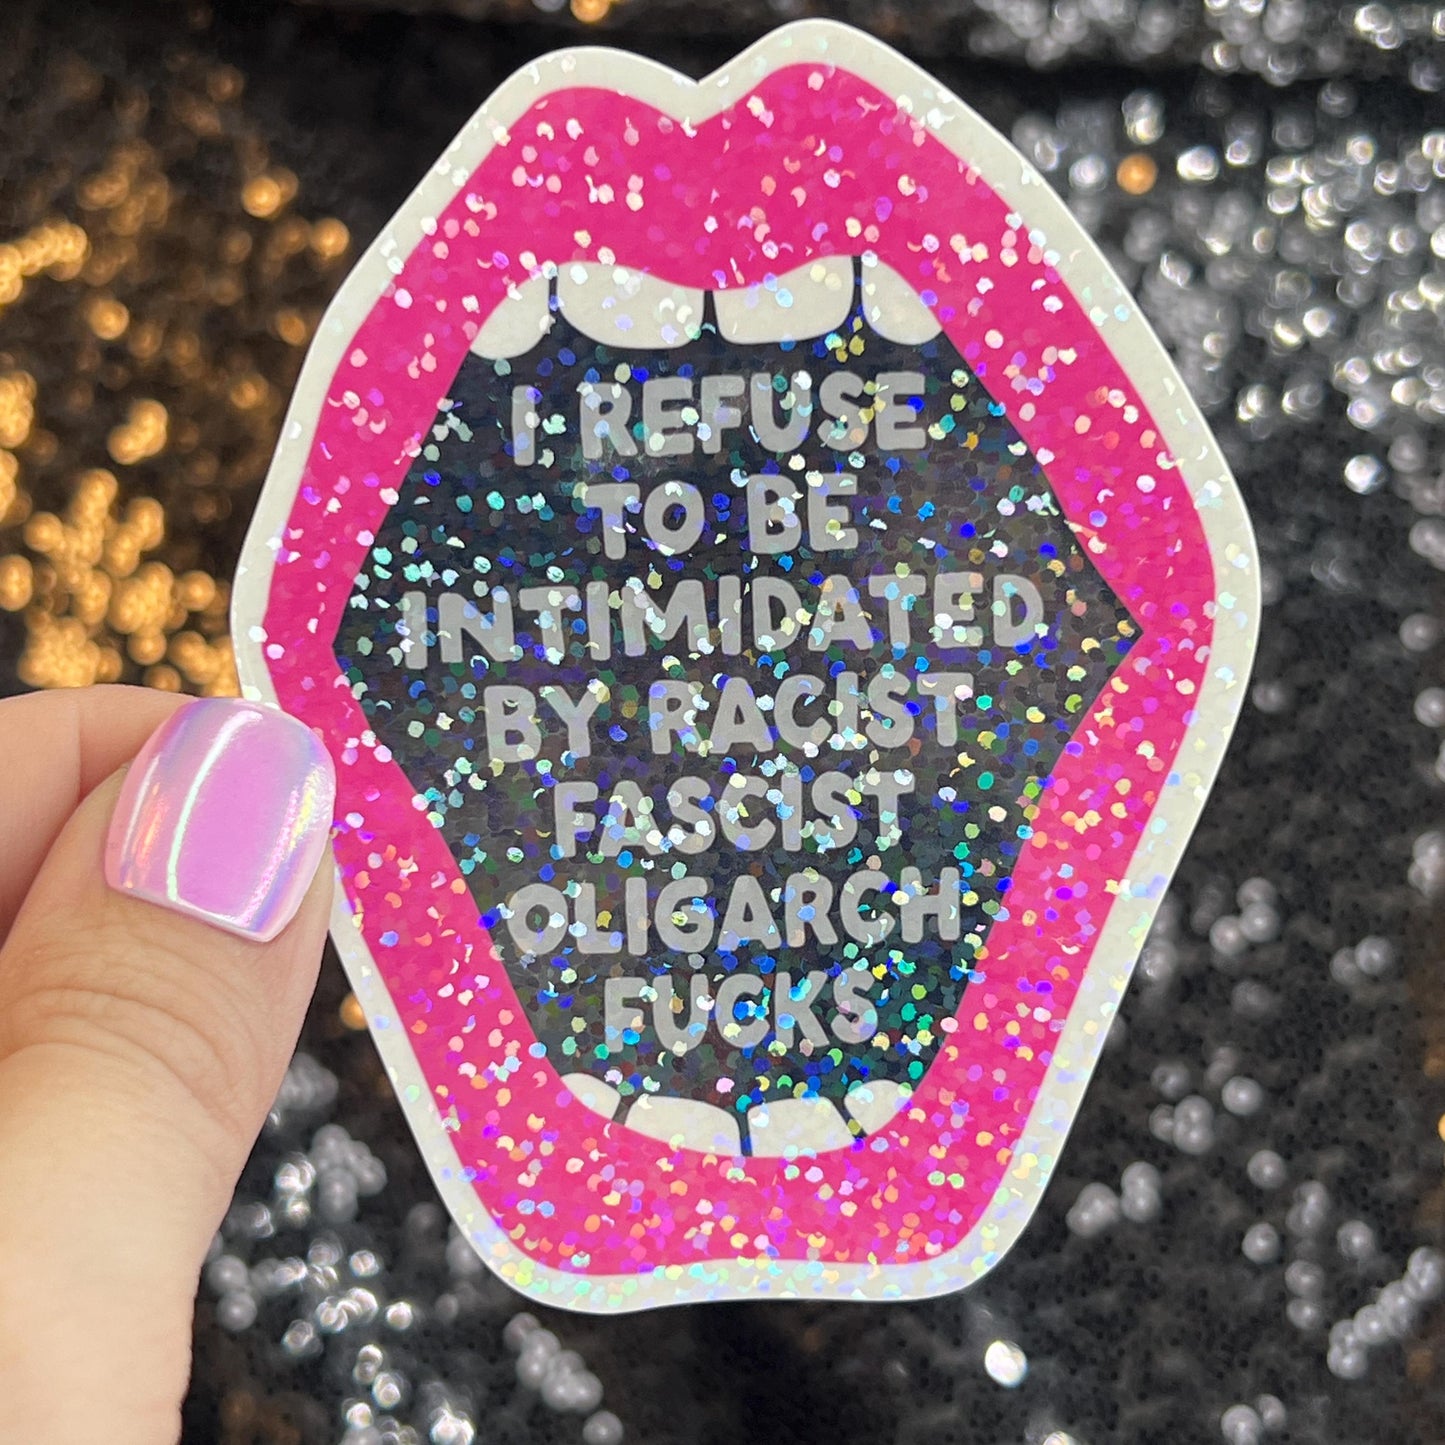 I REFUSE
TO BE
INTIMIDATED
BY RACIST
FASCIST
OLIGARCH
FUCKS